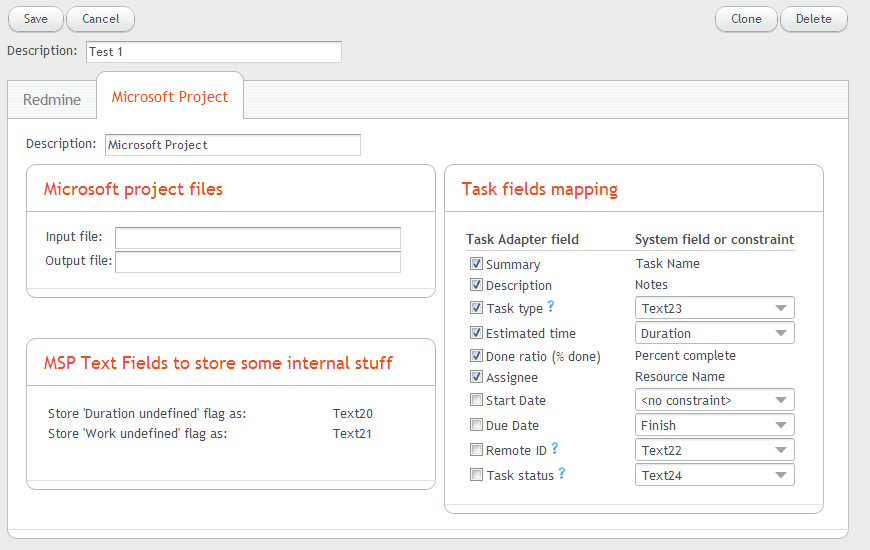 Save Cancel Clone Delete
Description: Test 1
Redmine Microsoft Project
Description: Microsoft Project
Microsoft project files
Input file:
Output file:
MSP Text Fields to store some internal stuff
Store 'Duration undefined' flag as: Text20
Store 'Work undefined' flag as: Text21
Task fields mapping
Task Adapter field System field or constraint
Summary Task Name
Description Notes
Task type ? Text23
Estimated time Duration
Done ratio (% done) Percent complete
Assignee Resource Name
Start Date <no constraint>
Due Date Finish
Remote ID ? Text22
Task status ? Text24